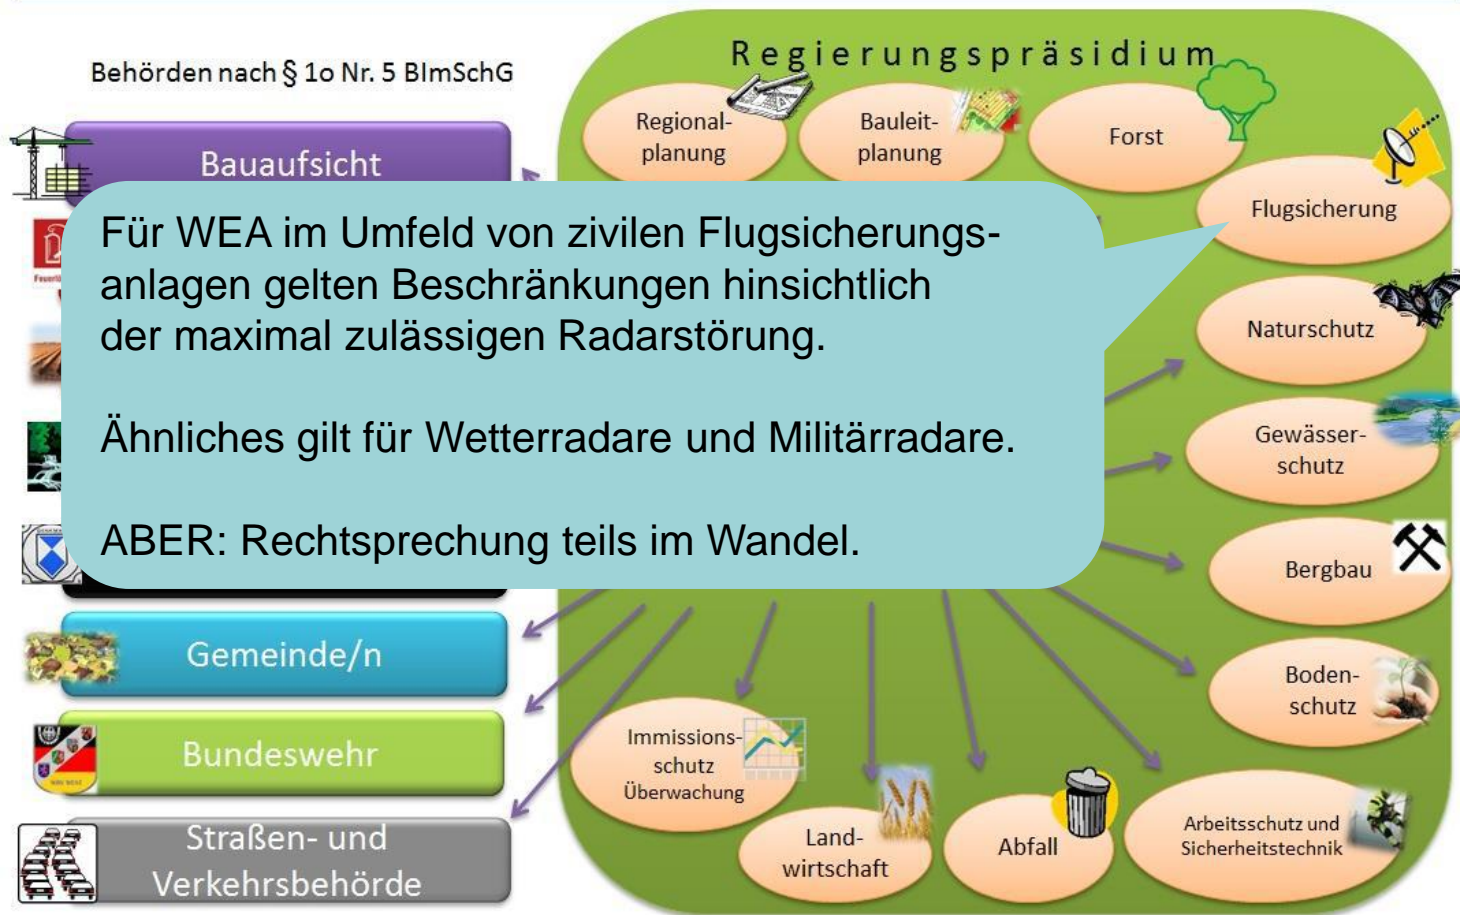 Regierungspräsidium
Behörden nach § 1o Nr. 5 BImSchG
Bauaufsicht
Regional-
planung
Bauleit-
planung
Forst
Flugsicherung
Für WEA im Umfeld von zivilen Flugsicherungs-
anlagen gelten Beschränkungen hinsichtlich
der maximal zulässigen Radarstörung.
Ähnliches gilt für Wetterradare und Militärradare.
ABER: Rechtsprechung teils im Wandel.
Naturschutz
Gewässer-
schutz
Bergbau
Boden-
schutz
Gemeinde/n
Bundeswehr
Straßen- und
Verkehrsbehörde
Immissions-
schutz
Überwachung
Land-
wirtschaft
Abfall
Arbeitsschutz und
Sicherheitstechnik